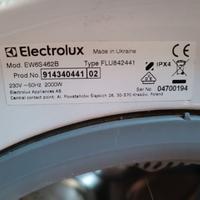 Electrolux
Made in Ukraine
Mod. EW6S462B
Type FLU842441
Prod.No. 914340441 02
230V~50Hz 2000W
IPX4
Electrolux Appliances AB
Ser.No. 04700194